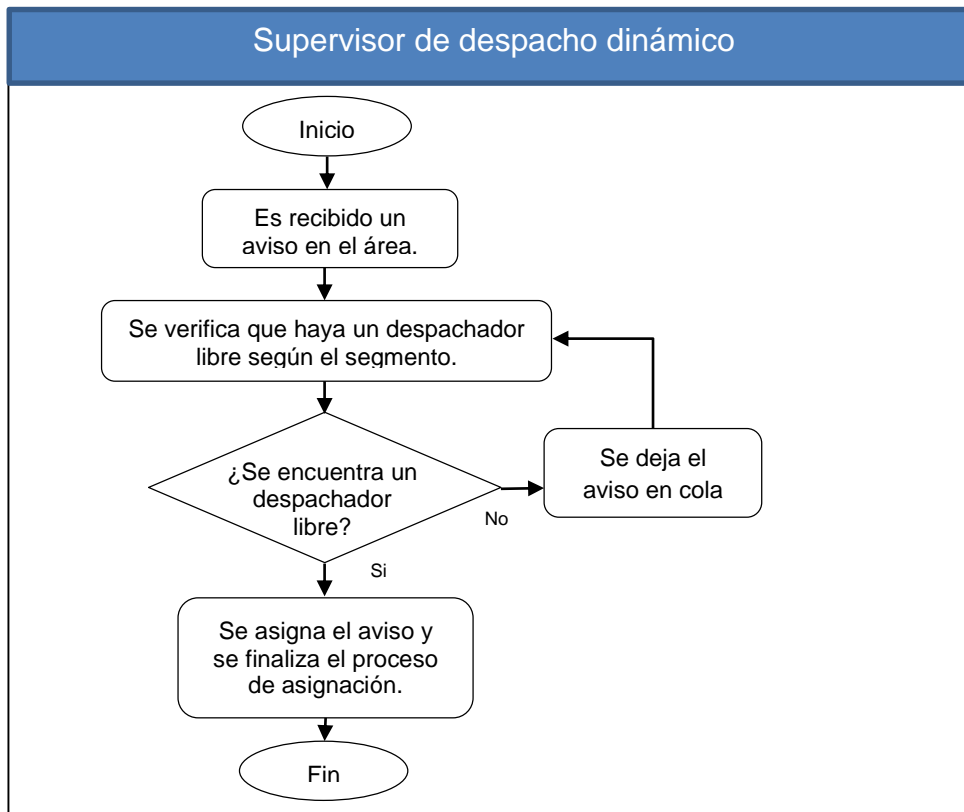 Supervisor de despacho dinámico
Inicio
Es recibido un
aviso en el área.
Se verifica que haya un despachador
libre según el segmento.
¿Se encuentra un
despachador
libre?
No
Se deja el
aviso en cola
Si
Se asigna el aviso y
se finaliza el proceso
de asignación.
Fin